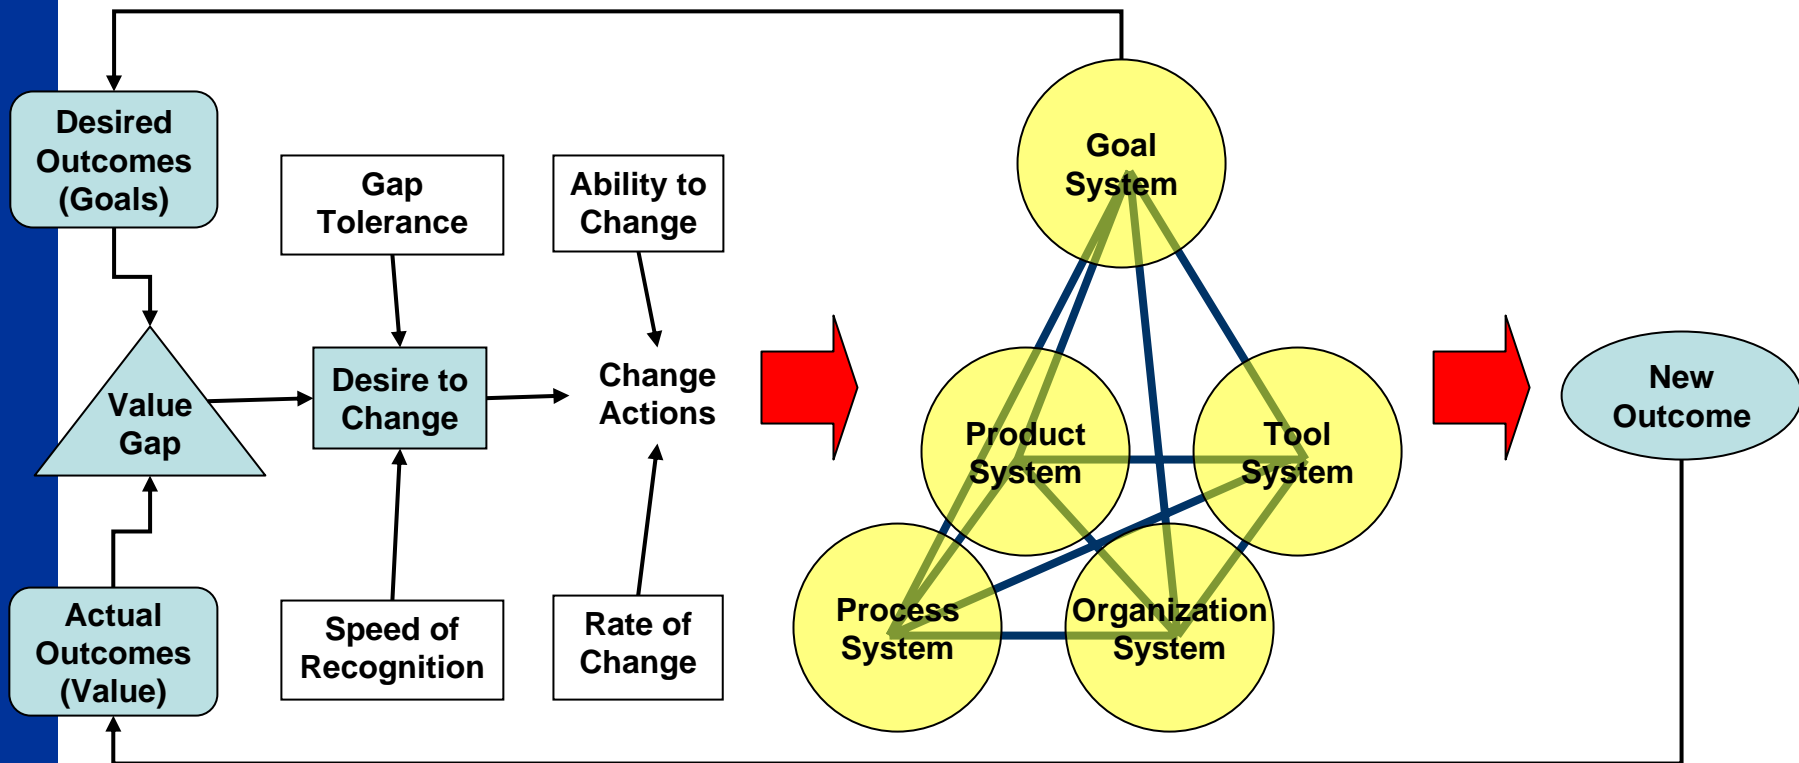 Desired
Outcomes
(Goals)
Gap
Tolerance
Ability to
Change
Goal
System
Value
Gap
Desire to
Change
Change
Actions
Product
System
Tool
System
New
Outcome
Actual
Outcomes
(Value)
Speed of
Recognition
Rate of
Change
Process
System
Organization
System